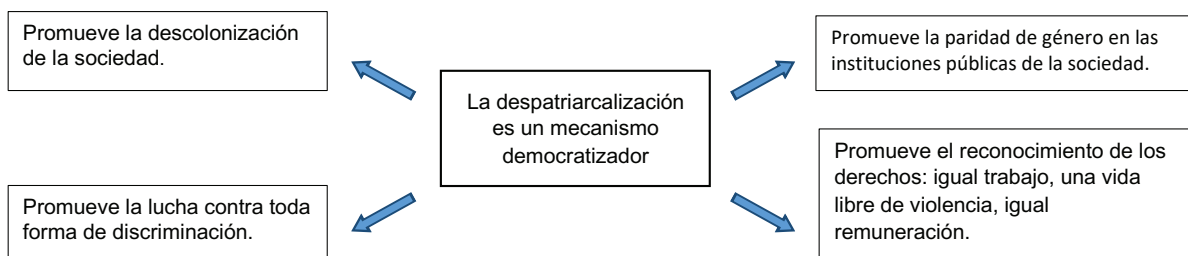 Promueve la descolonización
de la sociedad.
Promueve la paridad de género en las
instituciones públicas de la sociedad.
La despatriarcalización
es un mecanismo
democratizador
Promueve la lucha contra toda
forma de discriminación.
Promueve el reconocimiento de los
derechos: igual trabajo, una vida
libre de violencia, igual
remuneración.